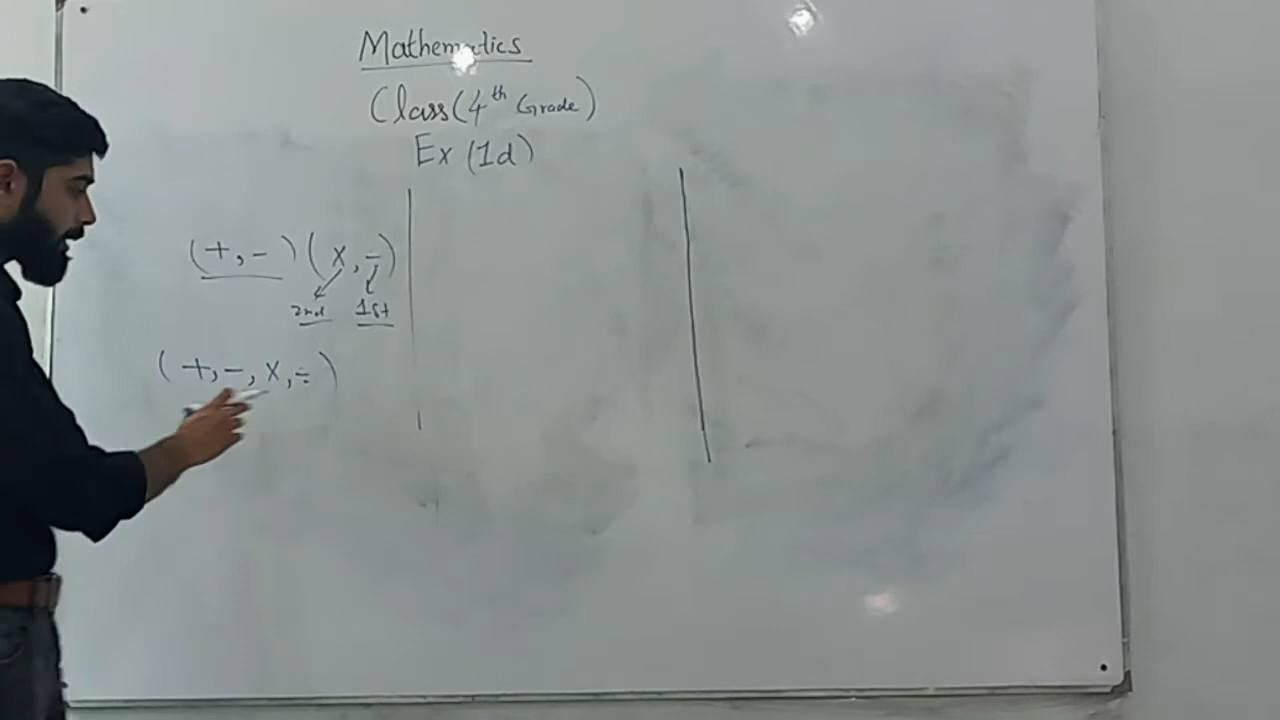 Mathematics
Class (4th Grade)
Ex (1d)
(+,-) (x,÷)
2nd 1st
(+,-,x,÷)